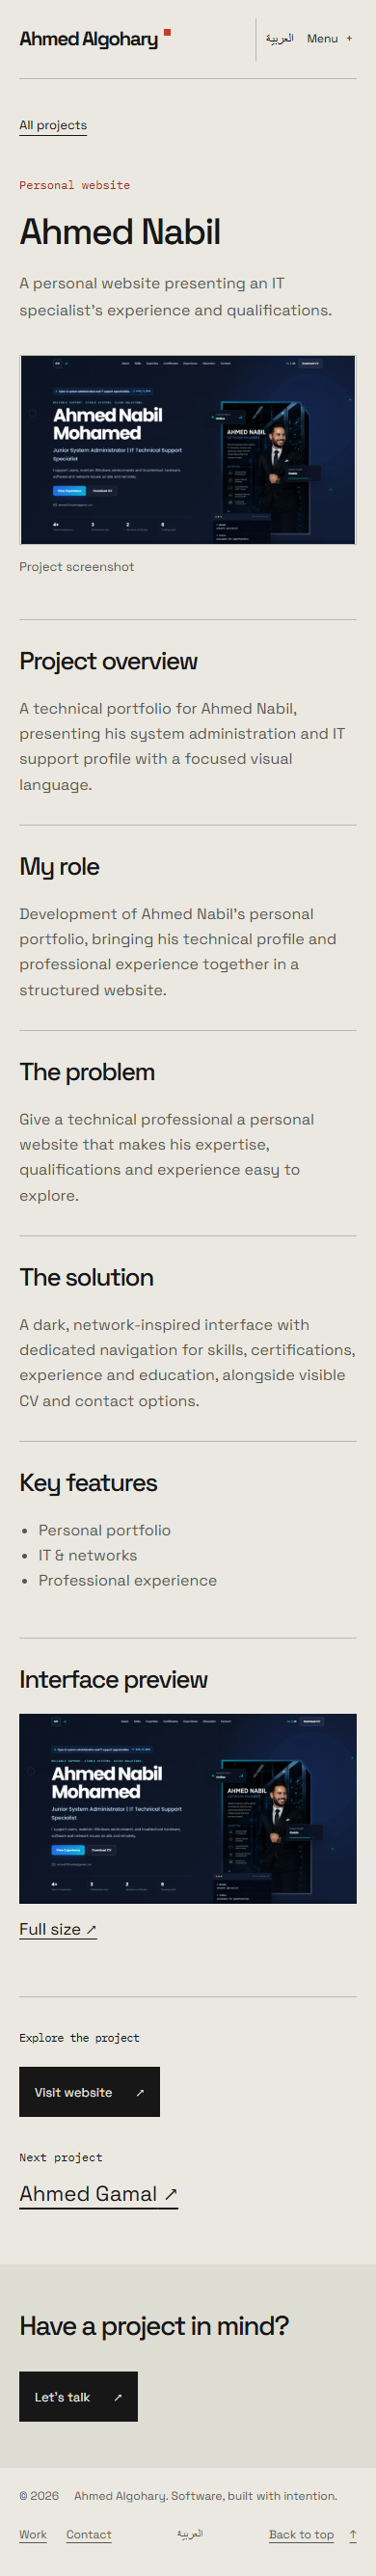 Ahmed Algohary
العربية Menu +
All projects
Personal website
Ahmed Nabil
A personal website presenting an IT
specialist's experience and qualifications.
Ahmed Nabil
Mohamed
Junior System Administrator | IT Technical Support
Specialist
AHMED NABIL
Project screenshot
Project overview
A technical portfolio for Ahmed Nabil,
presenting his system administration and IT
support profile with a focused visual
language.
My role
Development of Ahmed Nabil's personal
portfolio, bringing his technical profile and
professional experience together in a
structured website.
The problem
Give a technical professional a personal
website that makes his expertise,
qualifications and experience easy to
explore.
The solution
A dark, network-inspired interface with
dedicated navigation for skills, certifications,
experience and education, alongside visible
CV and contact options.
Key features
• Personal portfolio
• IT & networks
• Professional experience
Interface preview
Ahmed Nabil
Mohamed
Junior System Administrator | IT Technical Support
Specialist
AHMED NABIL
Full size ↗
Explore the project
Visit website ↗
Next project
Ahmed Gamal ↗
Have a project in mind?
Let's talk ↗
© 2026 Ahmed Algohary. Software, built with intention.
Work Contact العربية Back to top ↑